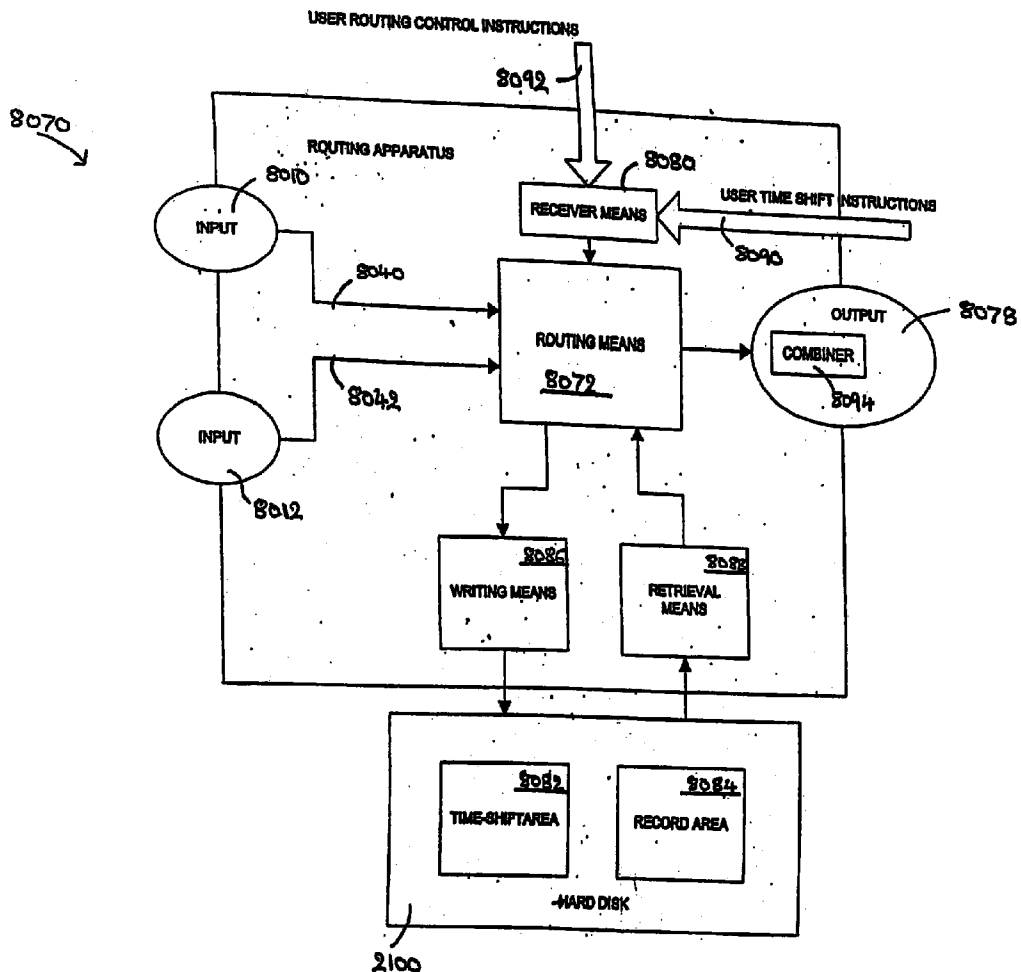 USER ROUTING CONTROL INSTRUCTIONS
8092
8070
ROUTING APPARATUS
8010
8080
INPUT
RECEIVER MEANS
USER TIME SHIFT INSTRUCTIONS
8090
8040
ROUTING MEANS
8072
OUTPUT
8078
COMBINER
8094
8042
INPUT
8012
8086
WRITING MEANS
8088
RETRIEVAL
MEANS
8082
TIME-SHIFT AREA
8084
RECORD AREA
HARD DISK
2100